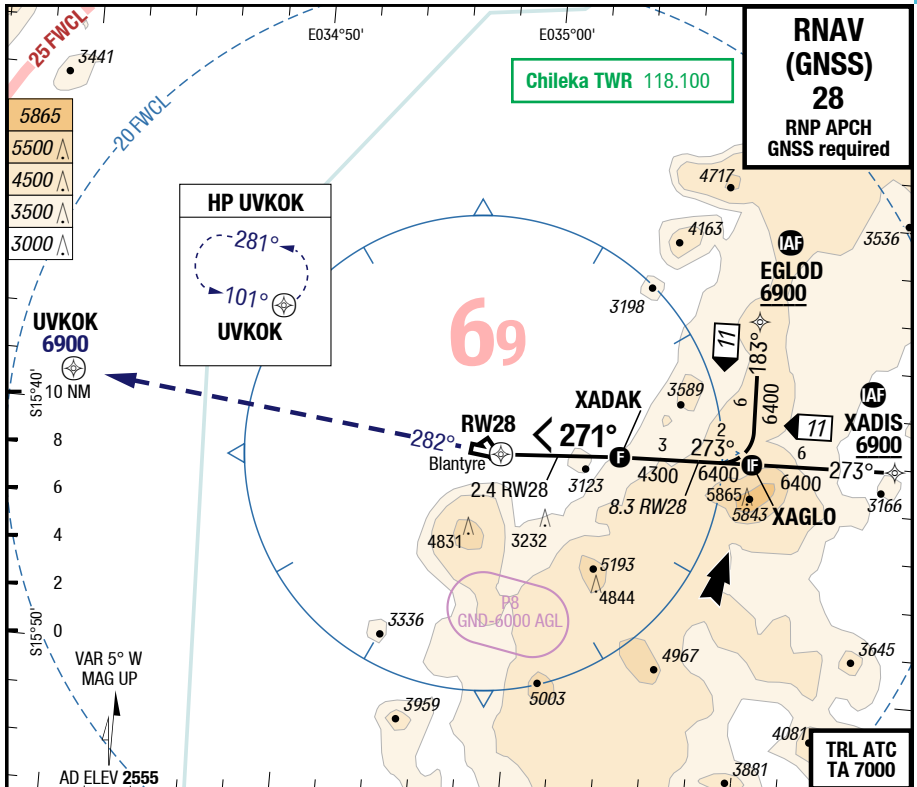 25 FWCL
3441
E034°50'
E035°00'
RNAV
(GNSS)
28
RNP APCH
GNSS required
Chileka TWR 118.100
20 FWCL
5865
5500
4500
3500
3000
HP UVKOK
281°
101°
UVKOK
4717
4163
3536
3198
IAF
EGLOD
6900
69
UVKOK
6900
10 NM
S15°40'
8
6
4
2
0
S15°50'
11
183°
6
6400
3589
XADAK
IAF
XADIS
6900
11
RW28
282°
Blantyre
< 271°
F
3
2
273°
IF
6
273°
4300
6400
6400
2.4 RW28
3123
8.3 RW28
5865
5843
XAGLO
3166
4831
3232
5193
4844
P8
GND-6000 AGL
3336
4967
3645
5003
3959
4081
3881
VAR 5° W
MAG UP
AD ELEV 2555
TRL ATC
TA 7000